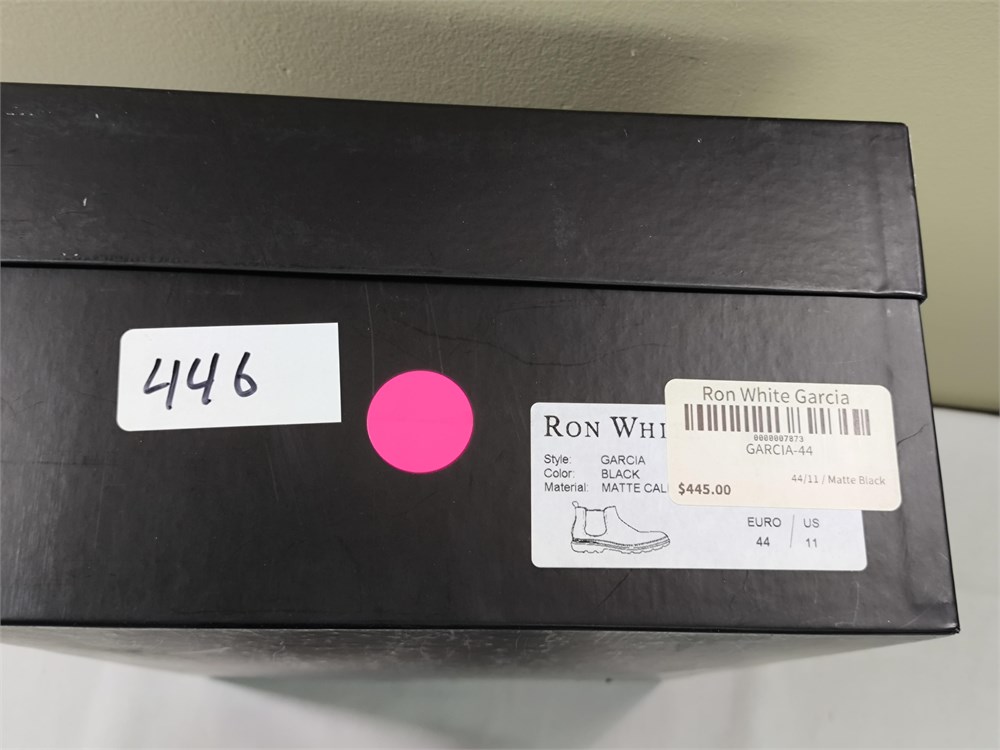 446
RON WHI
Style: GARCIA
Color: BLACK
Material: MATTE CAL
EURO / US
44 / 11
Ron White Garcia
0000007873
GARCIA-44
44/11 / Matte Black
$445.00